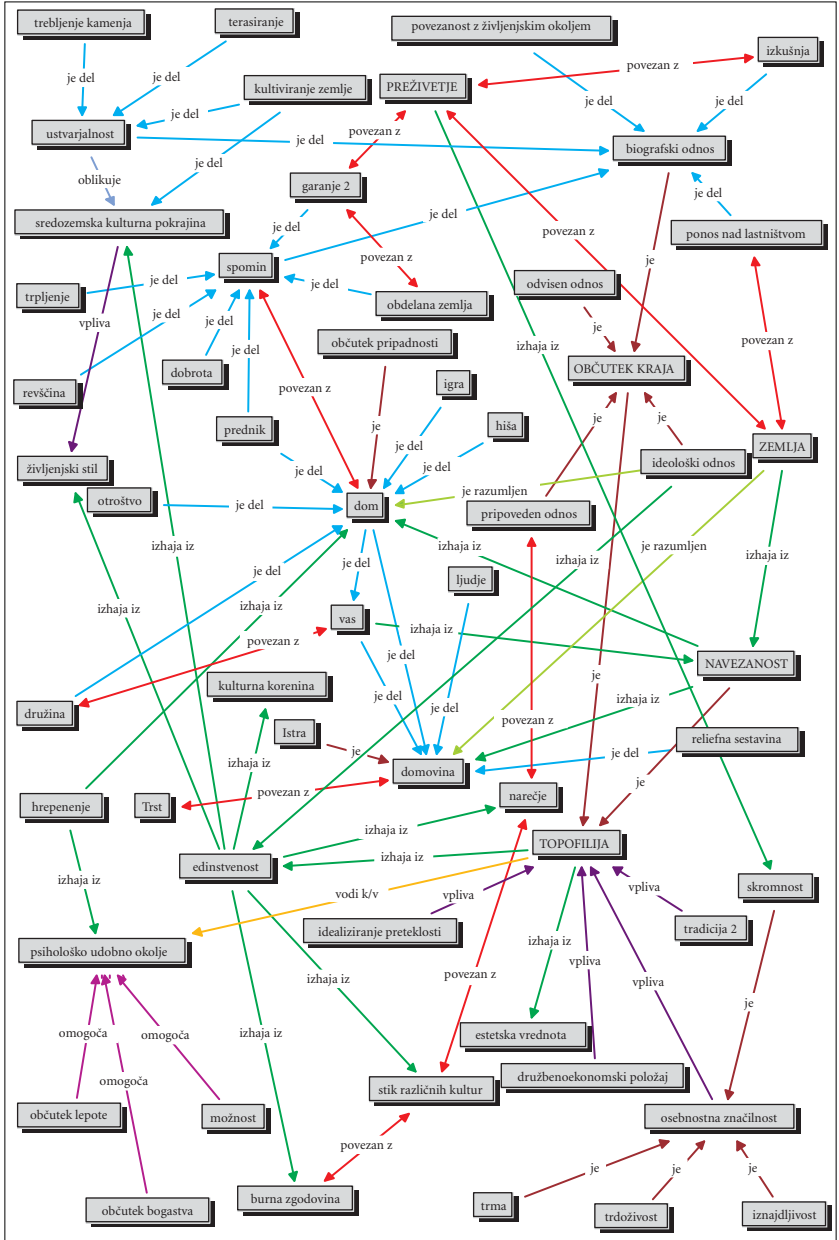 trebljenje kamenja
terasiranje
povezanost z življenjskim okoljem
izkušnja
povezan z
je del
je del
kultiviranje zemlje
PREŽIVETJE
je del
je del
je del
ustvarjalnost
povezan z
je del
biografski odnos
oblikuje
je del
garanje 2
je del
sredozemska kulturna pokrajina
je del
povezan z
ponos nad lastništvom
je del
povezan z
je
spomin
odvisen odnos
trpljenje
je del
je del
obdelana zemlja
vpliva
je del
je
povezan z
občutek pripadnosti
izhaja iz
je del
dobrota
povezan z
OBČUTEK KRAJA
revščina
igra
je
prednik
je
je
hiša
ZEMLJA
življenjski stil
je del
je del
je del
ideološki odnos
otroštvo
je del
dom
je razumljen
pripoveden odnos
izhaja iz
izhaja iz
je razumljen
izhaja iz
je del
je del
ljudje
izhaja iz
izhaja iz
vas
izhaja iz
povezan z
je del
NAVEZANOST
kulturna korenina
je del
je
izhaja iz
družina
je del
povezan z
Istra
je
reliefna sestavina
izhaja iz
domovina
je del
je
hrepenenje
Trst
povezan z
narečje
izhaja iz
TOPOFILIJA
edinstvenost
izhaja iz
izhaja iz
skromnost
vodi k/v
vpliva
vpliva
idealiziranje preteklosti
tradicija 2
psihološko udobno okolje
izhaja iz
izhaja iz
povezan z
vpliva
vpliva
je
omogoča
omogoča
izhaja iz
estetska vrednota
omogoča
stik različnih kultur
družbenoekonomski položaj
občutek lepote
možnost
osebnostna značilnost
povezan z
je
je
je
občutek bogastva
burna zgodovina
trma
trdoživost
iznajdljivost